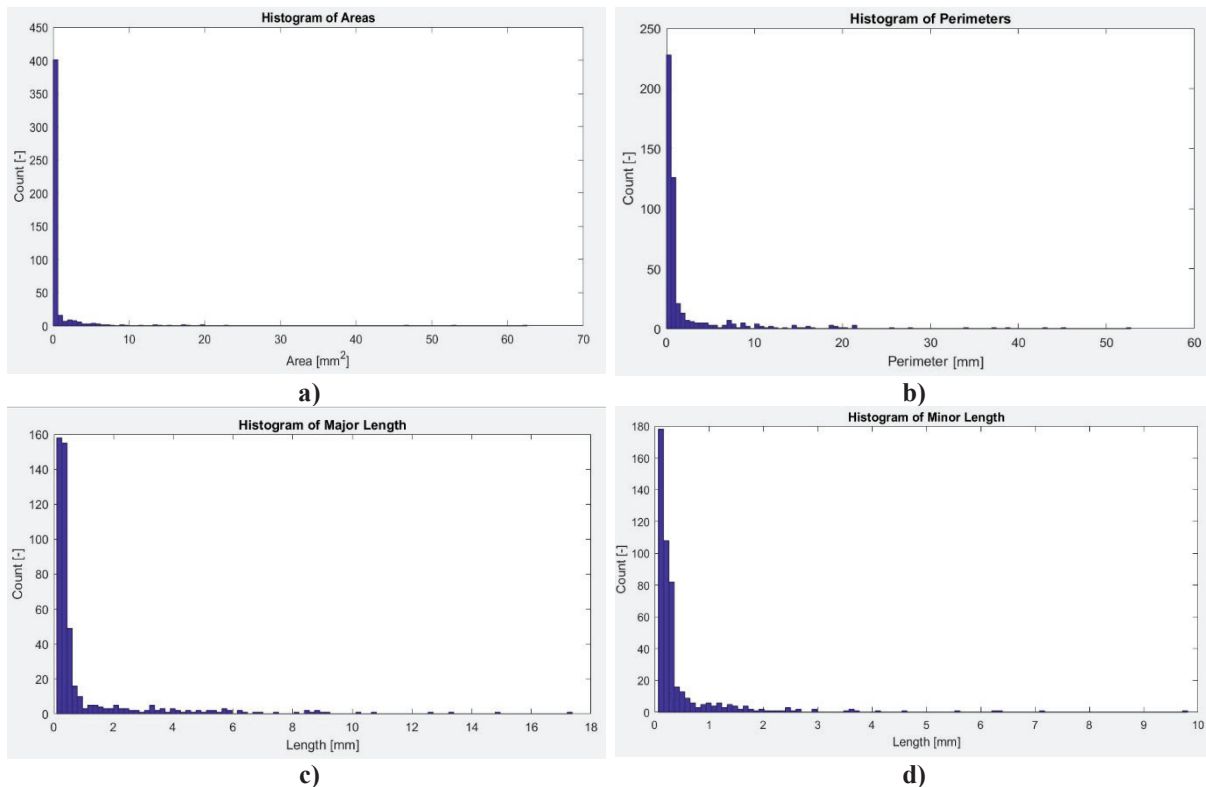 Histogram of Areas
450
400
350
300
250
200
150
100
50
0
0 10 20 30 40 50 60 70
Count [-]
Area [mm²]
a)
Histogram of Perimeters
250
200
150
100
50
0
0 10 20 30 40 50 60
Count [-]
Perimeter [mm]
b)
Histogram of Major Length
160
140
120
100
80
60
40
20
0
0 2 4 6 8 10 12 14 16 18
Count [-]
Length [mm]
c)
Histogram of Minor Length
180
160
140
120
100
80
60
40
20
0
0 1 2 3 4 5 6 7 8 9 10
Count [-]
Length [mm]
d)